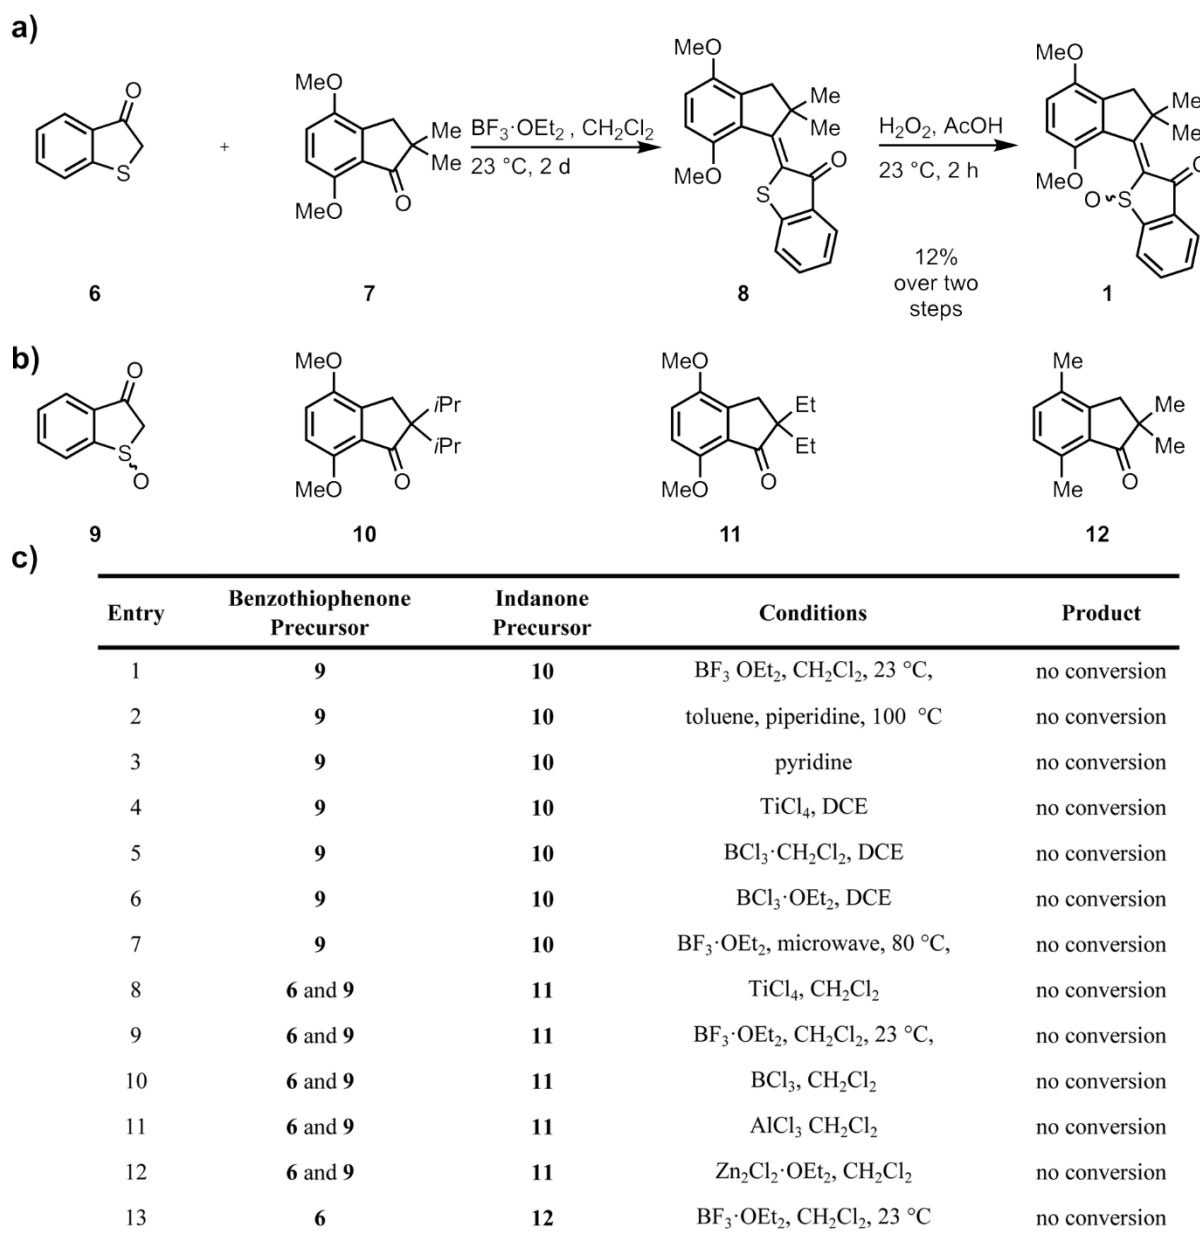 a)
O
S
6
+
MeO
MeO
Me
Me
O
7
BF₃·OEt₂ , CH₂Cl₂
23 °C, 2 d
MeO
MeO
Me
Me
O
S
8
H₂O₂, AcOH
23 °C, 2 h
12%
over two
steps
MeO
MeO
Me
Me
O
O S
1
b)
O
S
O
9
MeO
iPr
iPr
MeO O
10
MeO
Et
Et
MeO O
11
Me
Me
Me
Me O
12
c)
Entry Benzothiophenone Precursor Indanone Precursor Conditions Product
1 9 10 BF₃ OEt₂, CH₂Cl₂, 23 °C, no conversion
2 9 10 toluene, piperidine, 100 °C no conversion
3 9 10 pyridine no conversion
4 9 10 TiCl₄, DCE no conversion
5 9 10 BCl₃·CH₂Cl₂, DCE no conversion
6 9 10 BCl₃·OEt₂, DCE no conversion
7 9 10 BF₃·OEt₂, microwave, 80 °C, no conversion
8 6 and 9 11 TiCl₄, CH₂Cl₂ no conversion
9 6 and 9 11 BF₃·OEt₂, CH₂Cl₂, 23 °C, no conversion
10 6 and 9 11 BCl₃, CH₂Cl₂ no conversion
11 6 and 9 11 AlCl₃ CH₂Cl₂ no conversion
12 6 and 9 11 Zn₂Cl₂·OEt₂, CH₂Cl₂ no conversion
13 6 12 BF₃·OEt₂, CH₂Cl₂, 23 °C no conversion